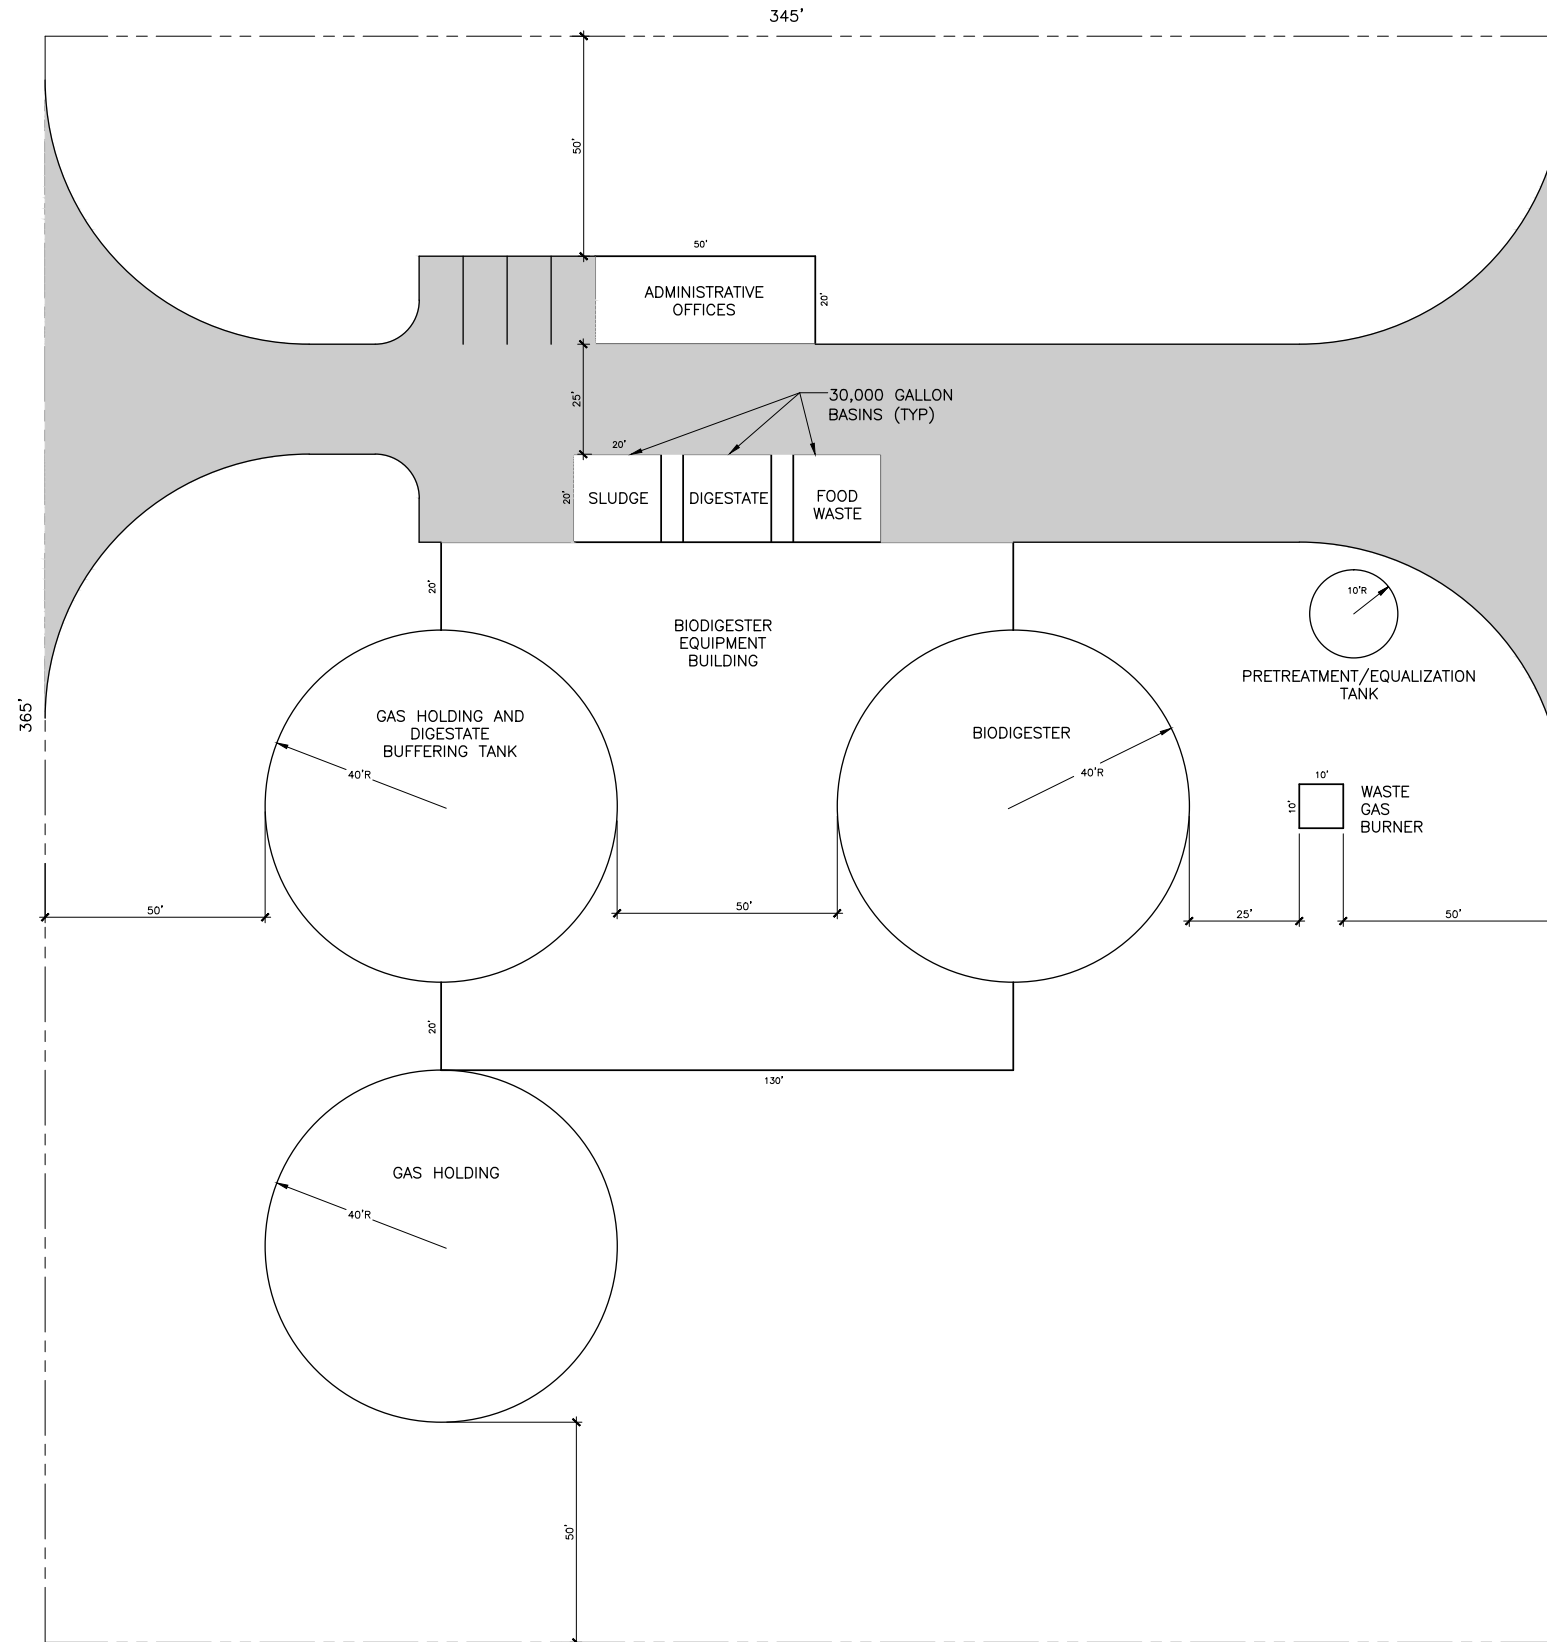 345'
50'
50'
ADMINISTRATIVE
OFFICES
20'
25'
30,000 GALLON
BASINS (TYP)
20'
20'
SLUDGE
DIGESTATE
FOOD
WASTE
20'
10'R
BIODIGESTER
EQUIPMENT
BUILDING
PRETREATMENT/EQUALIZATION
TANK
365'
GAS HOLDING AND
DIGESTATE
BUFFERING TANK
40'R
BIODIGESTER
40'R
10'
10'
WASTE
GAS
BURNER
50'
50'
25'
50'
20'
130'
GAS HOLDING
40'R
50'